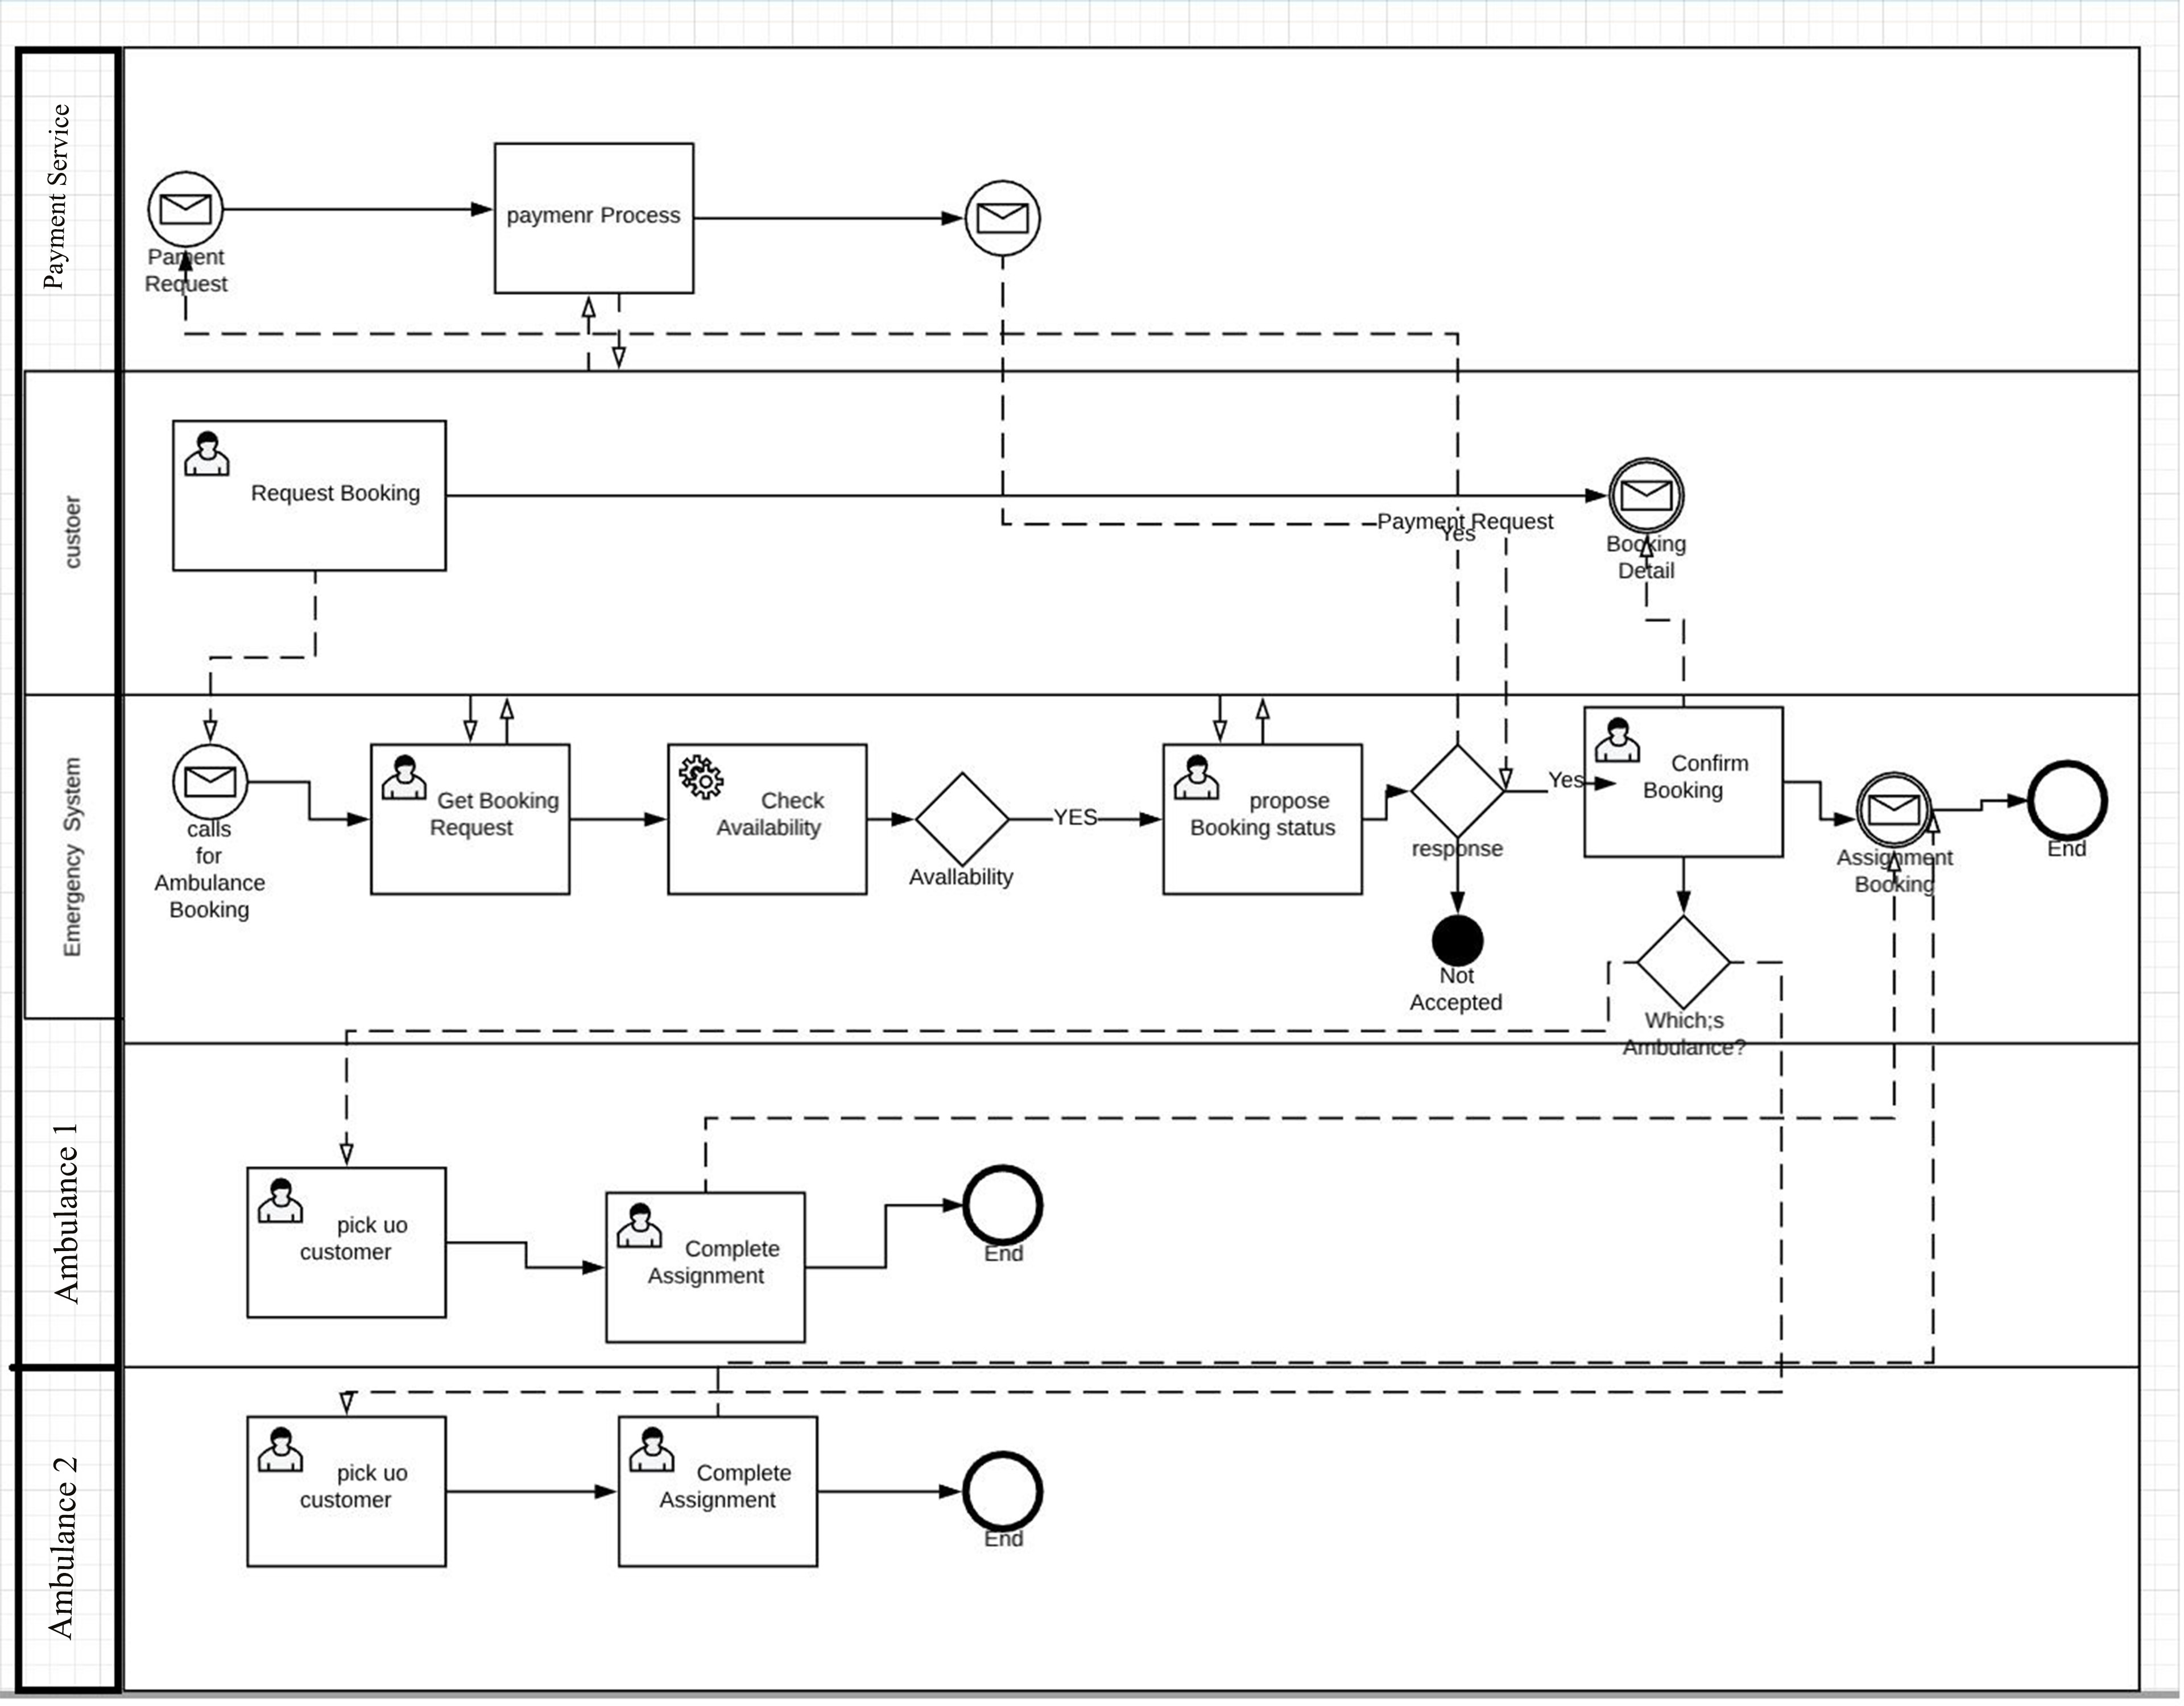 Payment Service
paymenr Process
Pament
Request
custoer
Request Booking
Payment Request
Yes
Booking
Detail
Emergency System
calls
for
Ambulance
Booking
Get Booking
Request
Check
Availability
Avallability
YES
propose
Booking status
response
Not
Accepted
Yes
Confirm
Booking
Which;s
Ambulance?
Assignment
Booking
End
Ambulance 1
pick uo
customer
Complete
Assignment
End
Ambulance 2
pick uo
customer
Complete
Assignment
End